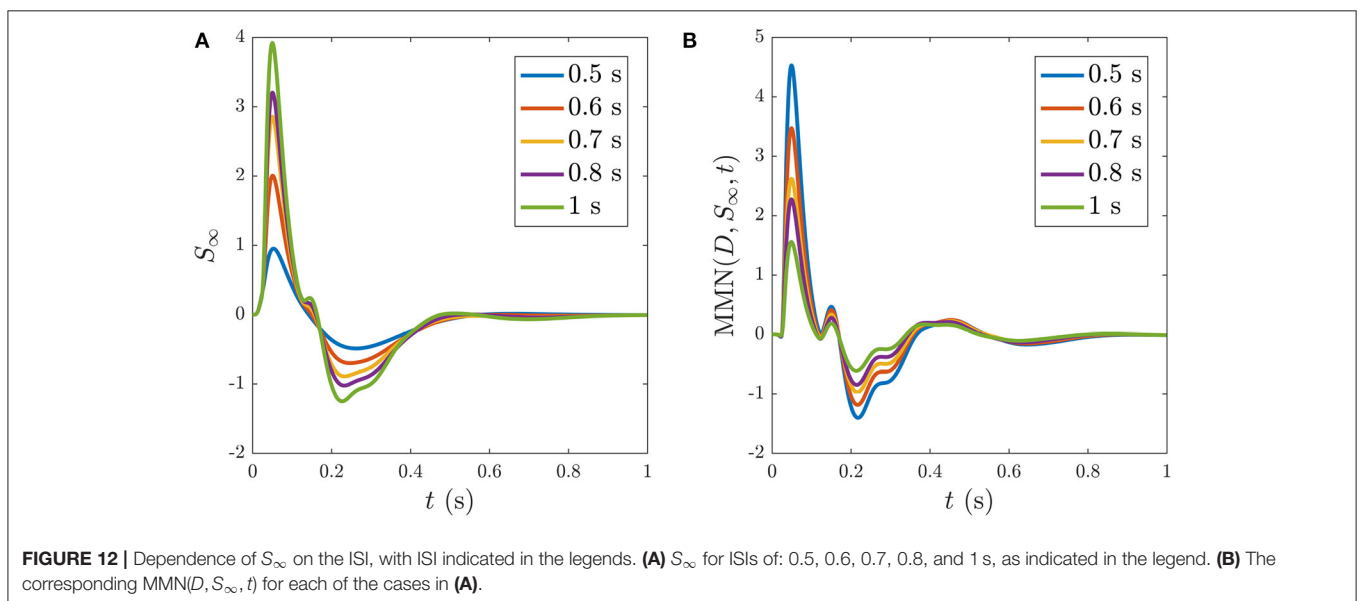 A
4
3
2
1
0
-1
-2
S∞
0 0.2 0.4 0.6 0.8 1
t (s)
0.5 s
0.6 s
0.7 s
0.8 s
1 s
B
5
4
3
2
1
0
-1
-2
MMN(D, S∞, t)
0 0.2 0.4 0.6 0.8 1
t (s)
0.5 s
0.6 s
0.7 s
0.8 s
1 s
FIGURE 12 | Dependence of S∞ on the ISI, with ISI indicated in the legends. (A) S∞ for ISIs of: 0.5, 0.6, 0.7, 0.8, and 1 s, as indicated in the legend. (B) The
corresponding MMN(D, S∞, t) for each of the cases in (A).